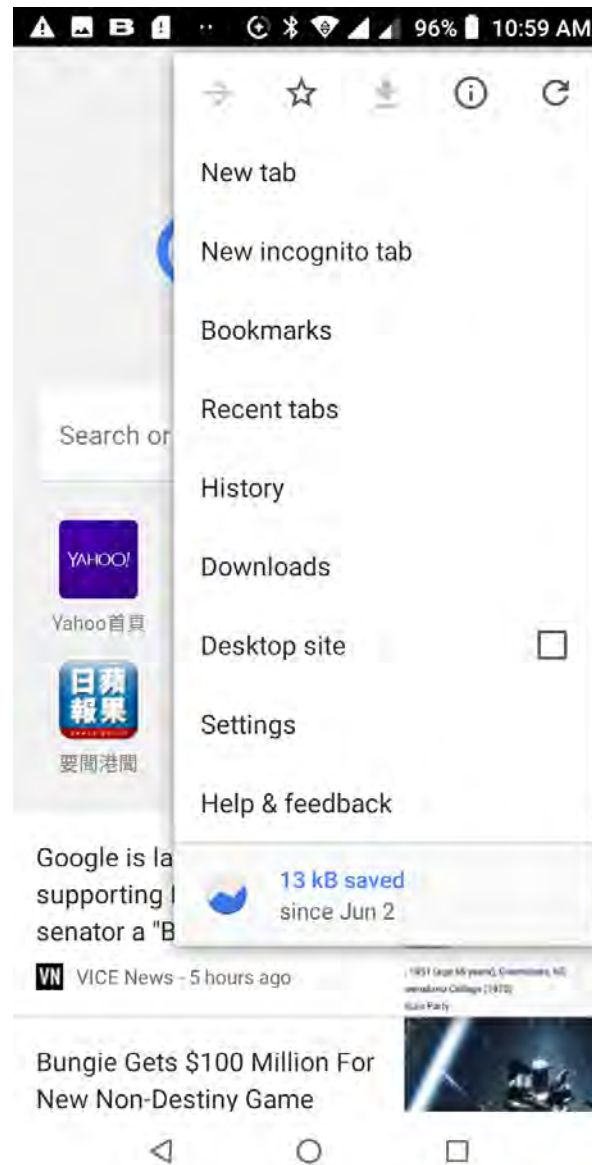 96% 10:59 AM
New tab
New incognito tab
Bookmarks
Recent tabs
History
Downloads
Desktop site
Settings
Help & feedback
13 kB saved
since Jun 2
Search or
YAHOO!
Yahoo首頁
日蘋
報果
要聞港聞
Google is la
supporting
senator a "B
VN VICE News - 5 hours ago
Bungie Gets $100 Million For
New Non-Destiny Game